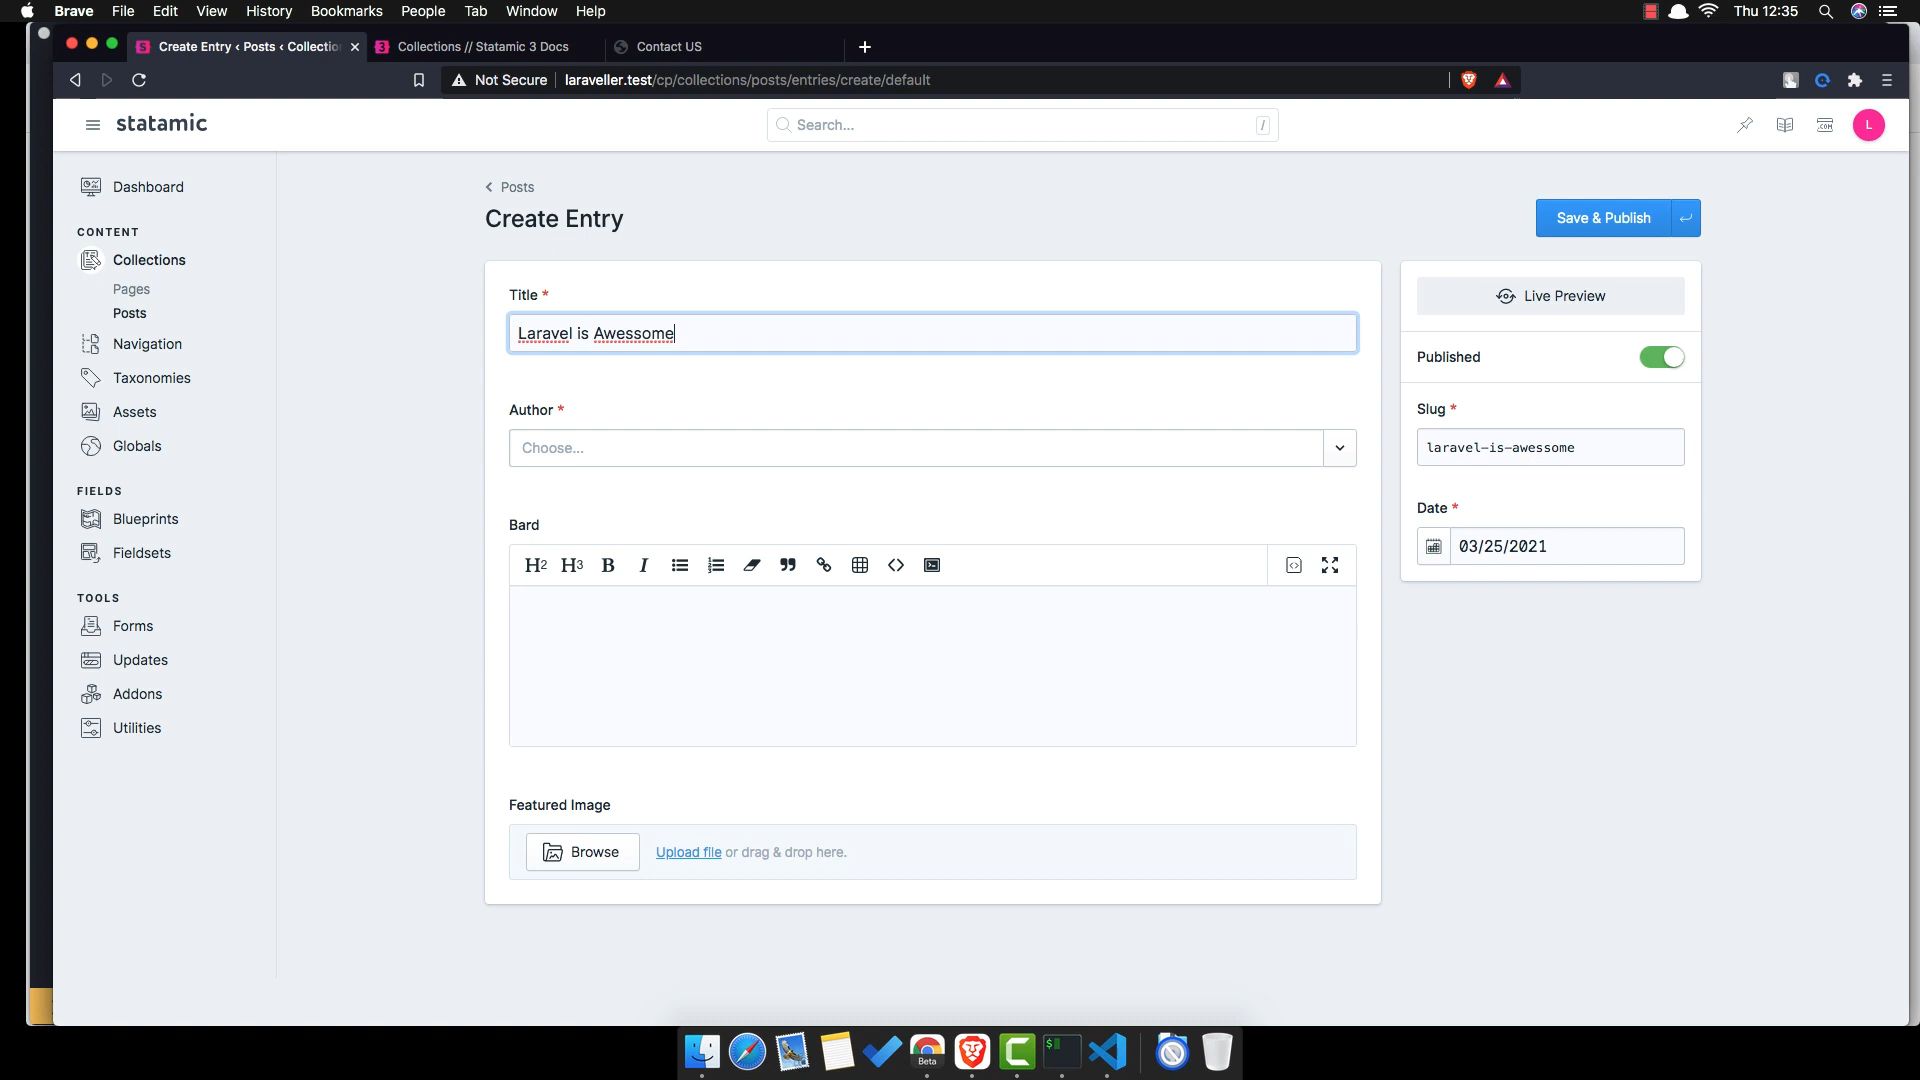 Brave File Edit View History Bookmarks People Tab Window Help Thu 12:35
Create Entry ‹ Posts ‹ Collectio Collections // Statamic 3 Docs Contact US
Not Secure laraveller.test/cp/collections/posts/entries/create/default
statamic Search... / .COM L
Dashboard
CONTENT
Collections
Pages
Posts
Navigation
Taxonomies
Assets
Globals
FIELDS
Blueprints
Fieldsets
TOOLS
Forms
Updates
Addons
Utilities
Posts
Create Entry
Save & Publish
Title *
Laravel is Awessome
Author *
Choose...
Bard
H2 H3 B I
Featured Image
Browse Upload file or drag & drop here.
Live Preview
Published
Slug *
laravel-is-awessome
Date *
03/25/2021
Beta